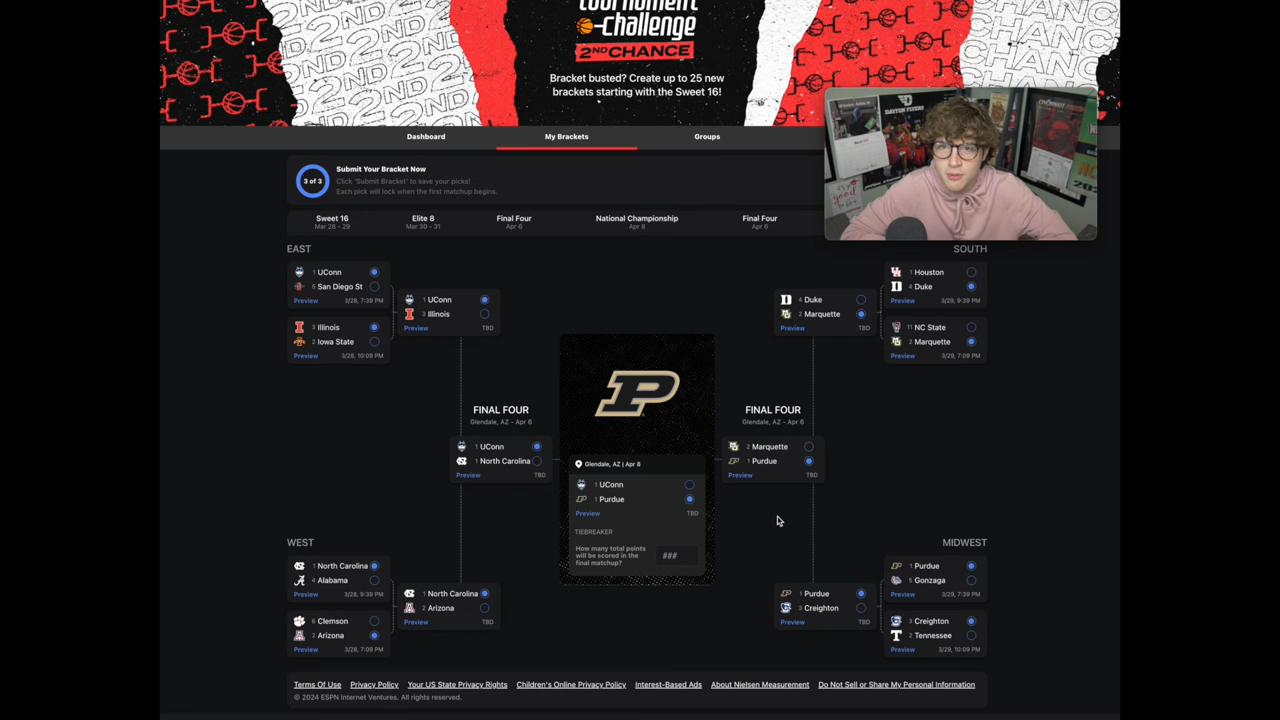 tournament
challenge
2ND CHANCE
Bracket busted? Create up to 25 new
brackets starting with the Sweet 16!
2ND
CHANCE
DAYTON FLYERS
CINCINNATI
Dashboard
My Brackets
Groups
3 of 3
Submit Your Bracket Now
Click 'Submit Bracket' to save your picks!
Each pick will lock when the first matchup begins.
Sweet 16
Mar 28 - 29
Elite 8
Mar 30 - 31
Final Four
Apr 6
National Championship
Apr 8
Final Four
Apr 6
EAST
1 UConn
5 San Diego St
Preview 3/28, 7:39 PM
3 Illinois
2 Iowa State
Preview 3/28, 10:09 PM
1 UConn
3 Illinois
Preview TBD
SOUTH
1 Houston
4 Duke
Preview 3/29, 9:39 PM
11 NC State
2 Marquette
Preview 3/29, 7:09 PM
4 Duke
2 Marquette
Preview TBD
FINAL FOUR
Glendale, AZ - Apr 6
1 UConn
1 North Carolina
Preview TBD
P
Glendale, AZ | Apr 8
1 UConn
1 Purdue
Preview TBD
TIEBREAKER
How many total points
will be scored in the
final matchup?
###
FINAL FOUR
Glendale, AZ - Apr 6
2 Marquette
1 Purdue
Preview TBD
WEST
1 North Carolina
4 Alabama
Preview 3/28, 9:39 PM
6 Clemson
2 Arizona
Preview 3/28, 7:09 PM
1 North Carolina
2 Arizona
Preview TBD
MIDWEST
1 Purdue
5 Gonzaga
Preview 3/29, 7:39 PM
3 Creighton
2 Tennessee
Preview 3/29, 10:09 PM
1 Purdue
3 Creighton
Preview TBD
Terms Of Use Privacy Policy Your US State Privacy Rights Children's Online Privacy Policy Interest-Based Ads About Nielsen Measurement Do Not Sell or Share My Personal Information
© 2024 ESPN Internet Ventures. All rights reserved.